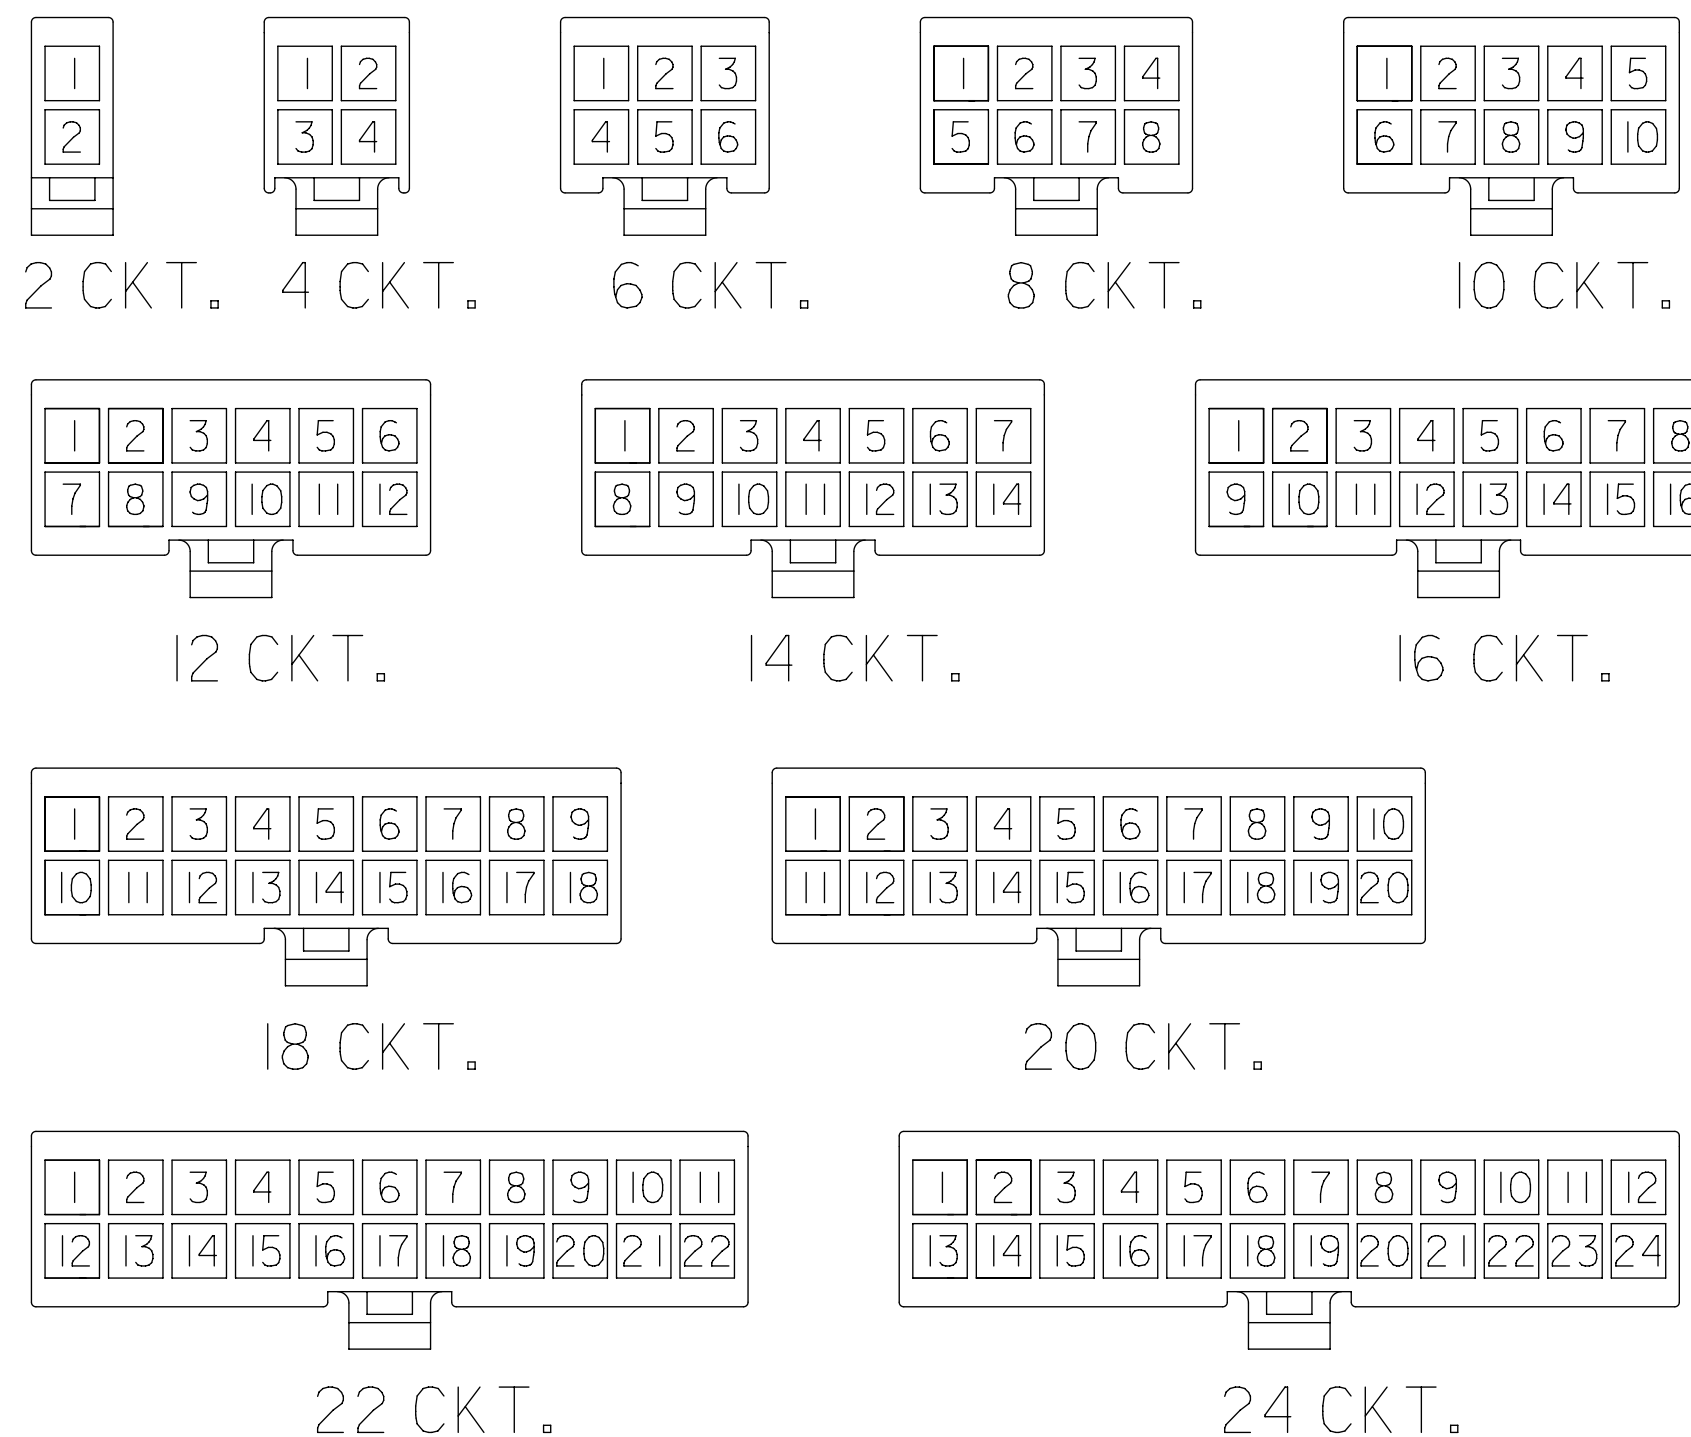 1 1 2 1 2 3 1 2 3 4 1 2 3 4 5
2 3 4 4 5 6 5 6 7 8 6 7 8 9 10
2 CKT. 4 CKT. 6 CKT. 8 CKT. 10 CKT.
1 2 3 4 5 6 1 2 3 4 5 6 7 1 2 3 4 5 6 7 8
7 8 9 10 11 12 8 9 10 11 12 13 14 9 10 11 12 13 14 15 16
12 CKT. 14 CKT. 16 CKT.
1 2 3 4 5 6 7 8 9 1 2 3 4 5 6 7 8 9 10
10 11 12 13 14 15 16 17 18 11 12 13 14 15 16 17 18 19 20
18 CKT. 20 CKT.
1 2 3 4 5 6 7 8 9 10 11 1 2 3 4 5 6 7 8 9 10 11 12
12 13 14 15 16 17 18 19 20 21 22 13 14 15 16 17 18 19 20 21 22 23 24
22 CKT. 24 CKT.